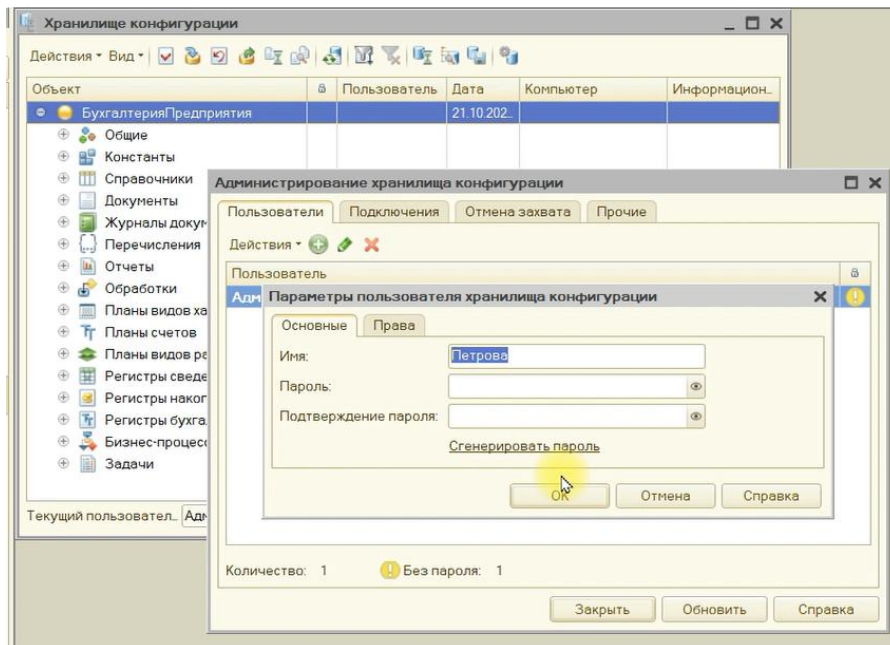 Хранилище конфигурации
Действия Вид
Объект Пользователь Дата Компьютер Информацион...
БухгалтерияПредприятия 21.10.202...
Общие
Константы
Справочники
Документы
Журналы докум
Перечисления
Отчеты
Обработки
Планы видов ха
Планы счетов
Планы видов ра
Регистры сведе
Регистры накоп
Регистры бухга
Бизнес-процесс
Задачи
Текущий пользовател... Адм
Администрирование хранилища конфигурации
Пользователи Подключения Отмена захвата Прочие
Действия
Пользователь
Адм
Параметры пользователя хранилища конфигурации
Основные Права
Имя: Петрова
Пароль:
Подтверждение пароля:
Сгенерировать пароль
ОК Отмена Справка
Количество: 1 Без пароля: 1
Закрыть Обновить Справка